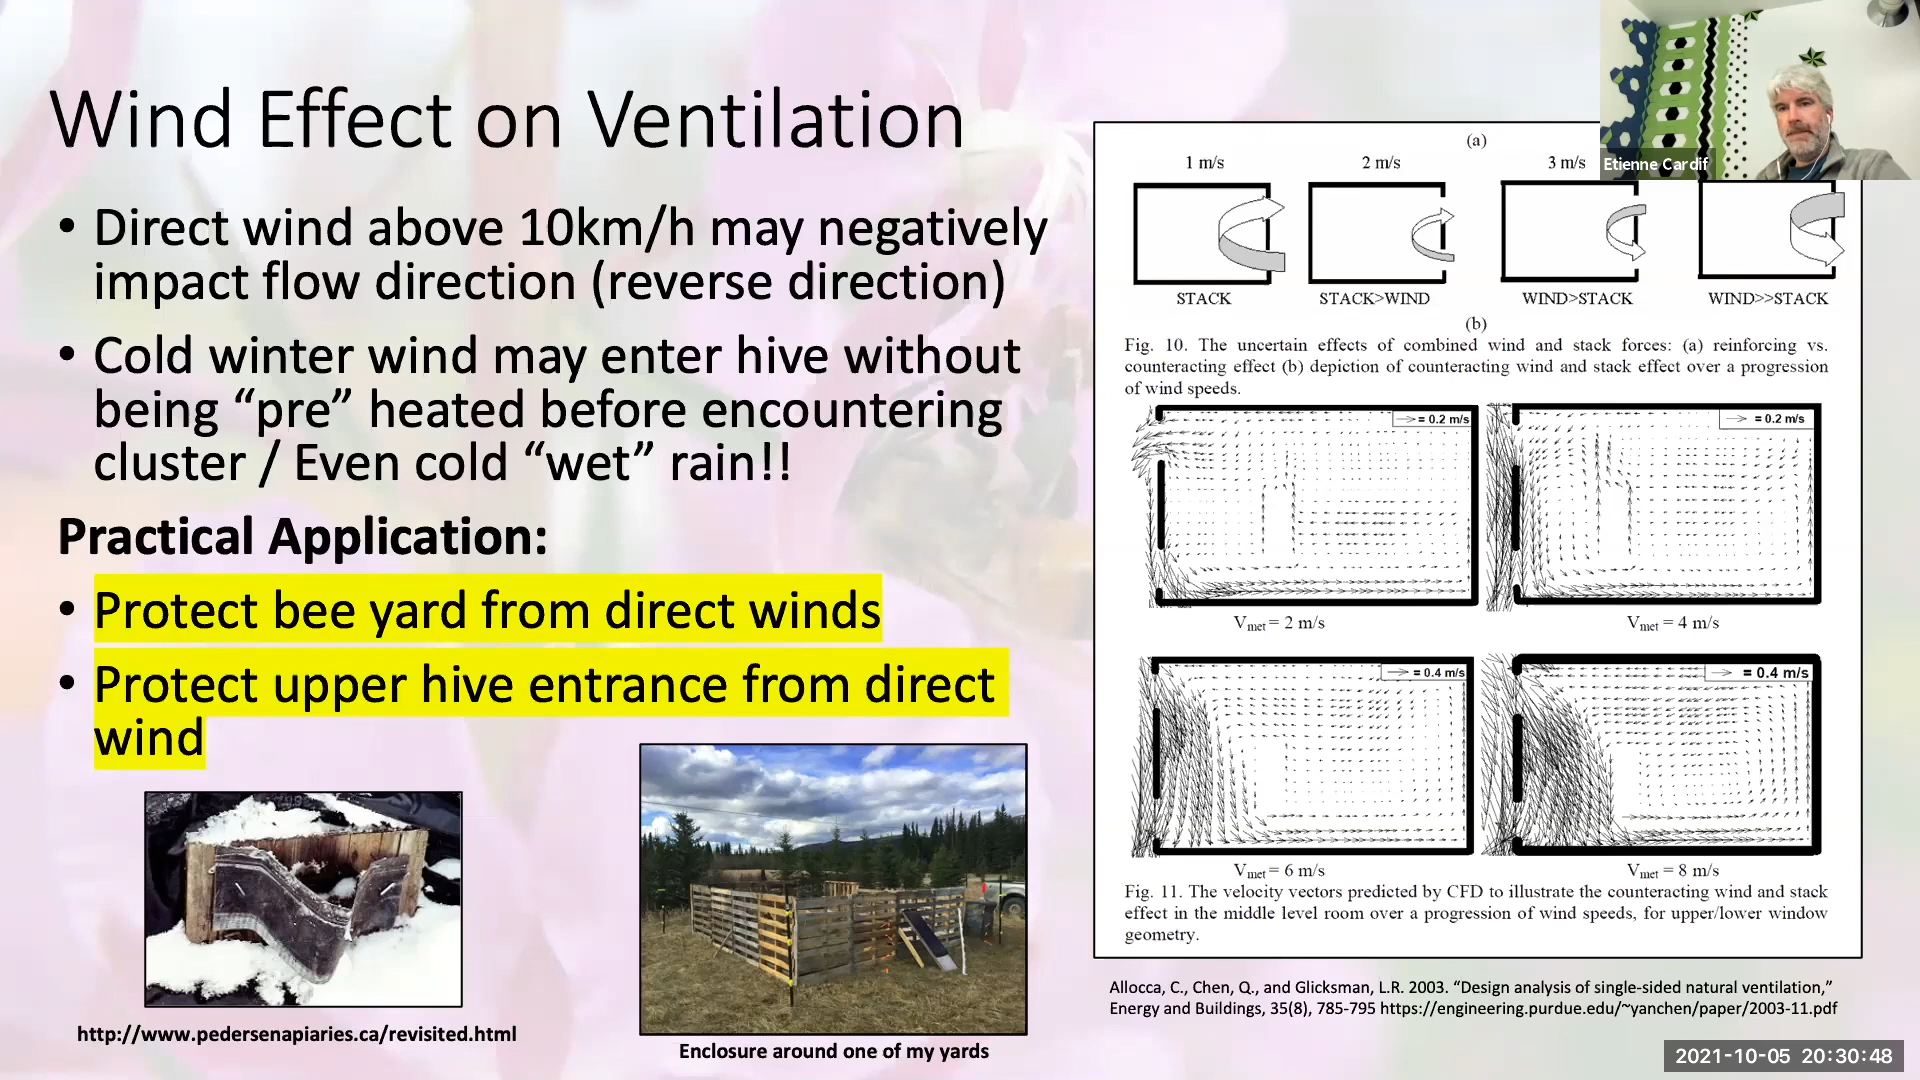 Wind Effect on Ventilation
• Direct wind above 10km/h may negatively
impact flow direction (reverse direction)
• Cold winter wind may enter hive without
being “pre” heated before encountering
cluster / Even cold “wet” rain!!
Practical Application:
• Protect bee yard from direct winds
• Protect upper hive entrance from direct
wind
http://www.pedersenapiaries.ca/revisited.html
Enclosure around one of my yards
(a)
1 m/s
2 m/s
3 m/s
STACK
STACK>WIND
WIND>STACK
WIND>>STACK
(b)
Fig. 10. The uncertain effects of combined wind and stack forces: (a) reinforcing vs.
counteracting effect (b) depiction of counteracting wind and stack effect over a progression
of wind speeds.
= 0.2 m/s
= 0.2 m/s
Vmet = 2 m/s
Vmet = 4 m/s
= 0.4 m/s
= 0.4 m/s
Vmet = 6 m/s
Vmet = 8 m/s
Fig. 11. The velocity vectors predicted by CFD to illustrate the counteracting wind and stack
effect in the middle level room over a progression of wind speeds, for upper/lower window
geometry.
Allocca, C., Chen, Q., and Glicksman, L.R. 2003. “Design analysis of single-sided natural ventilation,”
Energy and Buildings, 35(8), 785-795 https://engineering.purdue.edu/~yanchen/paper/2003-11.pdf
Etienne Cardif
2021-10-05 20:30:48